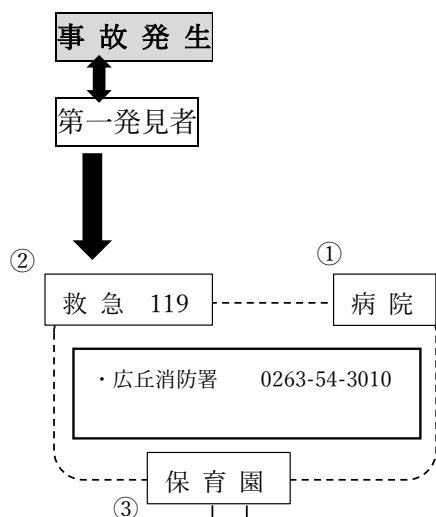 事 故 発 生
第一発見者
②
①
救 急 119
病 院
・広丘消防署 0263-54-3010
保 育 園
③